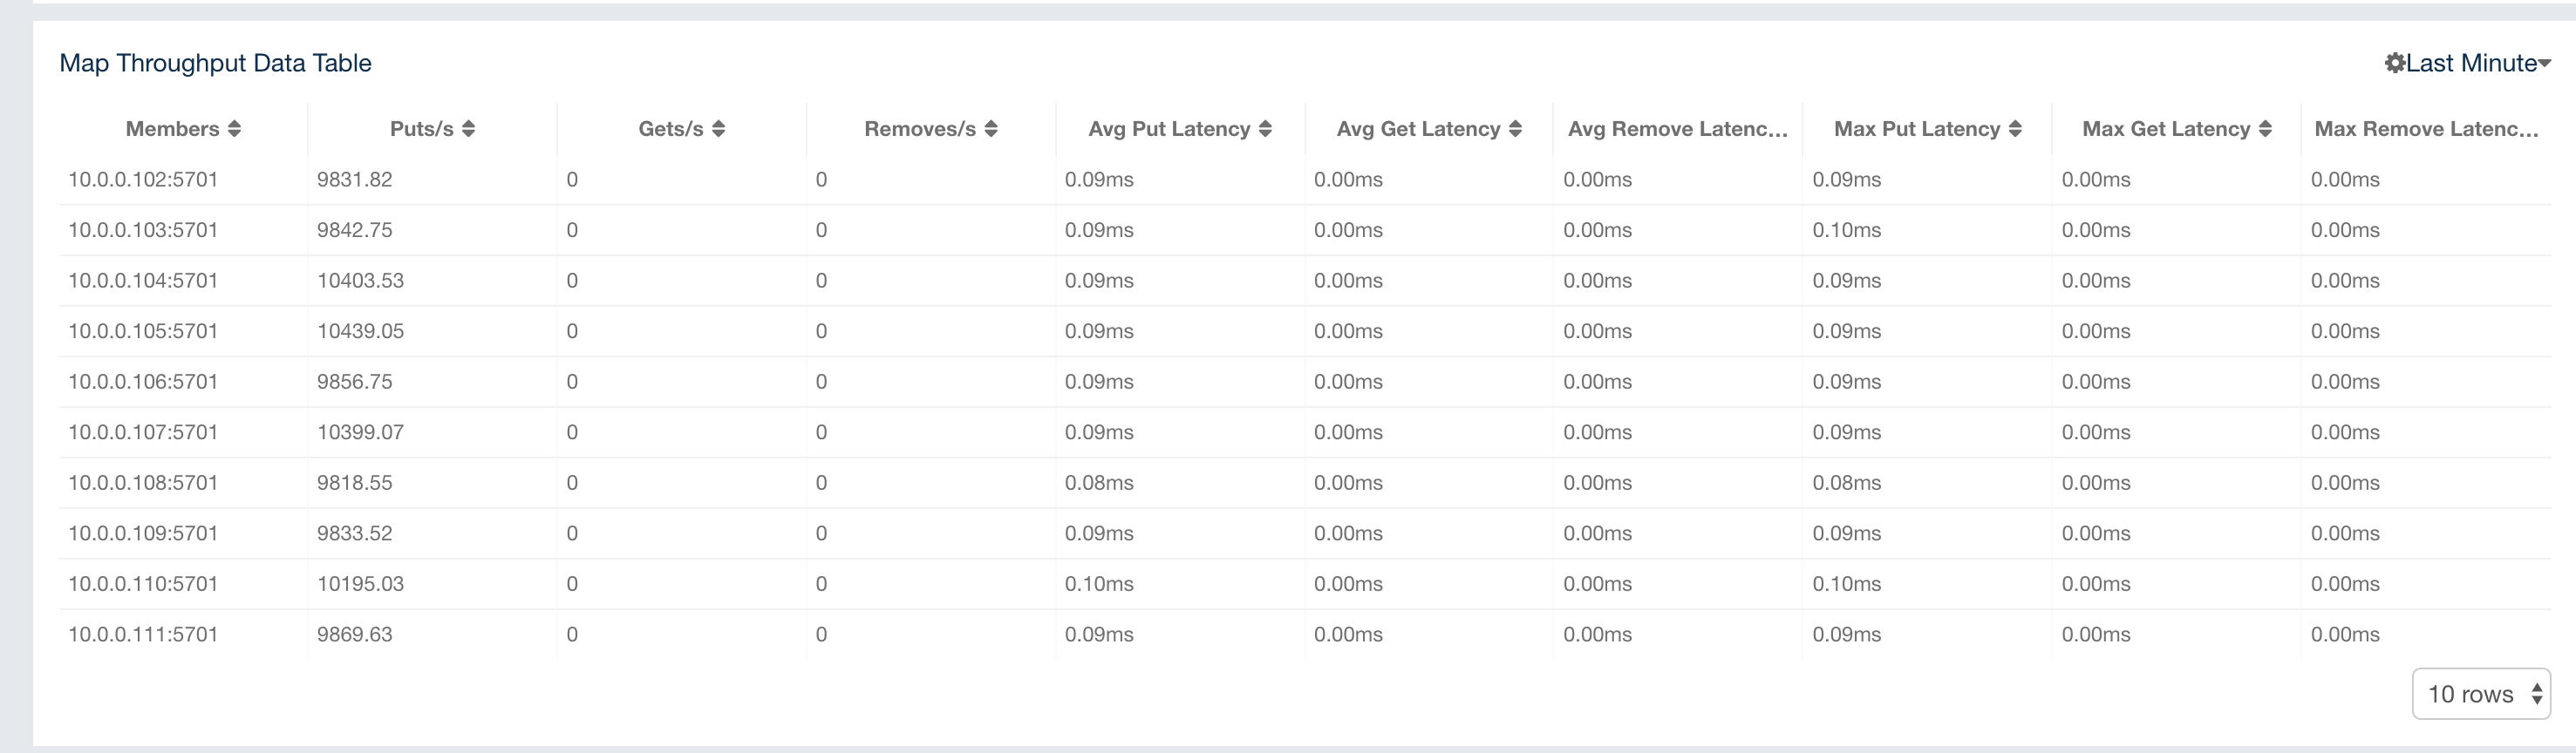 Map Throughput Data Table Last Minute
Members Puts/s Gets/s Removes/s Avg Put Latency Avg Get Latency Avg Remove Latenc... Max Put Latency Max Get Latency Max Remove Latenc...
10.0.0.102:5701 9831.82 0 0 0.09ms 0.00ms 0.00ms 0.09ms 0.00ms 0.00ms
10.0.0.103:5701 9842.75 0 0 0.09ms 0.00ms 0.00ms 0.10ms 0.00ms 0.00ms
10.0.0.104:5701 10403.53 0 0 0.09ms 0.00ms 0.00ms 0.09ms 0.00ms 0.00ms
10.0.0.105:5701 10439.05 0 0 0.09ms 0.00ms 0.00ms 0.09ms 0.00ms 0.00ms
10.0.0.106:5701 9856.75 0 0 0.09ms 0.00ms 0.00ms 0.09ms 0.00ms 0.00ms
10.0.0.107:5701 10399.07 0 0 0.09ms 0.00ms 0.00ms 0.09ms 0.00ms 0.00ms
10.0.0.108:5701 9818.55 0 0 0.08ms 0.00ms 0.00ms 0.08ms 0.00ms 0.00ms
10.0.0.109:5701 9833.52 0 0 0.09ms 0.00ms 0.00ms 0.09ms 0.00ms 0.00ms
10.0.0.110:5701 10195.03 0 0 0.10ms 0.00ms 0.00ms 0.10ms 0.00ms 0.00ms
10.0.0.111:5701 9869.63 0 0 0.09ms 0.00ms 0.00ms 0.09ms 0.00ms 0.00ms
10 rows